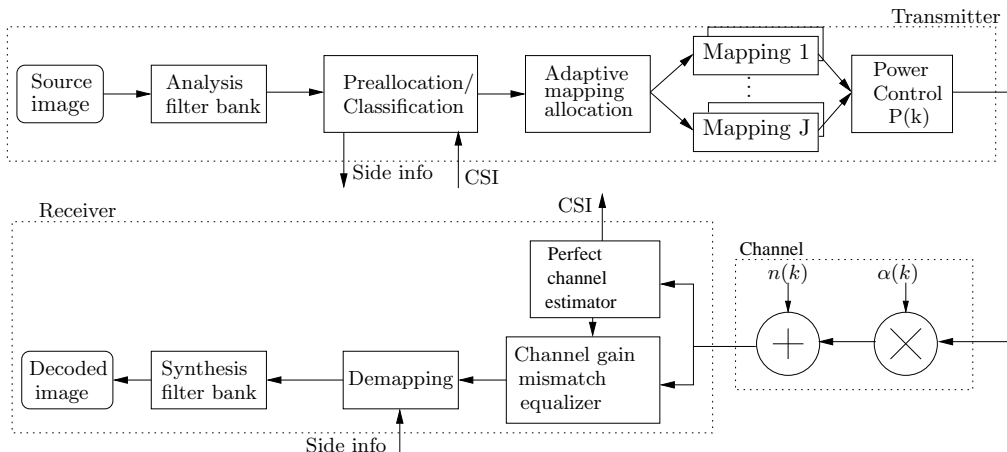 Transmitter
Source
image
Analysis
filter bank
Preallocation/
Classification
Adaptive
mapping
allocation
Mapping 1
Mapping J
Power
Control
P(k)
Side info
CSI
Receiver
CSI
Perfect
channel
estimator
Channel
n(k)
α(k)
Decoded
image
Synthesis
filter bank
Demapping
Channel gain
mismatch
equalizer
Side info